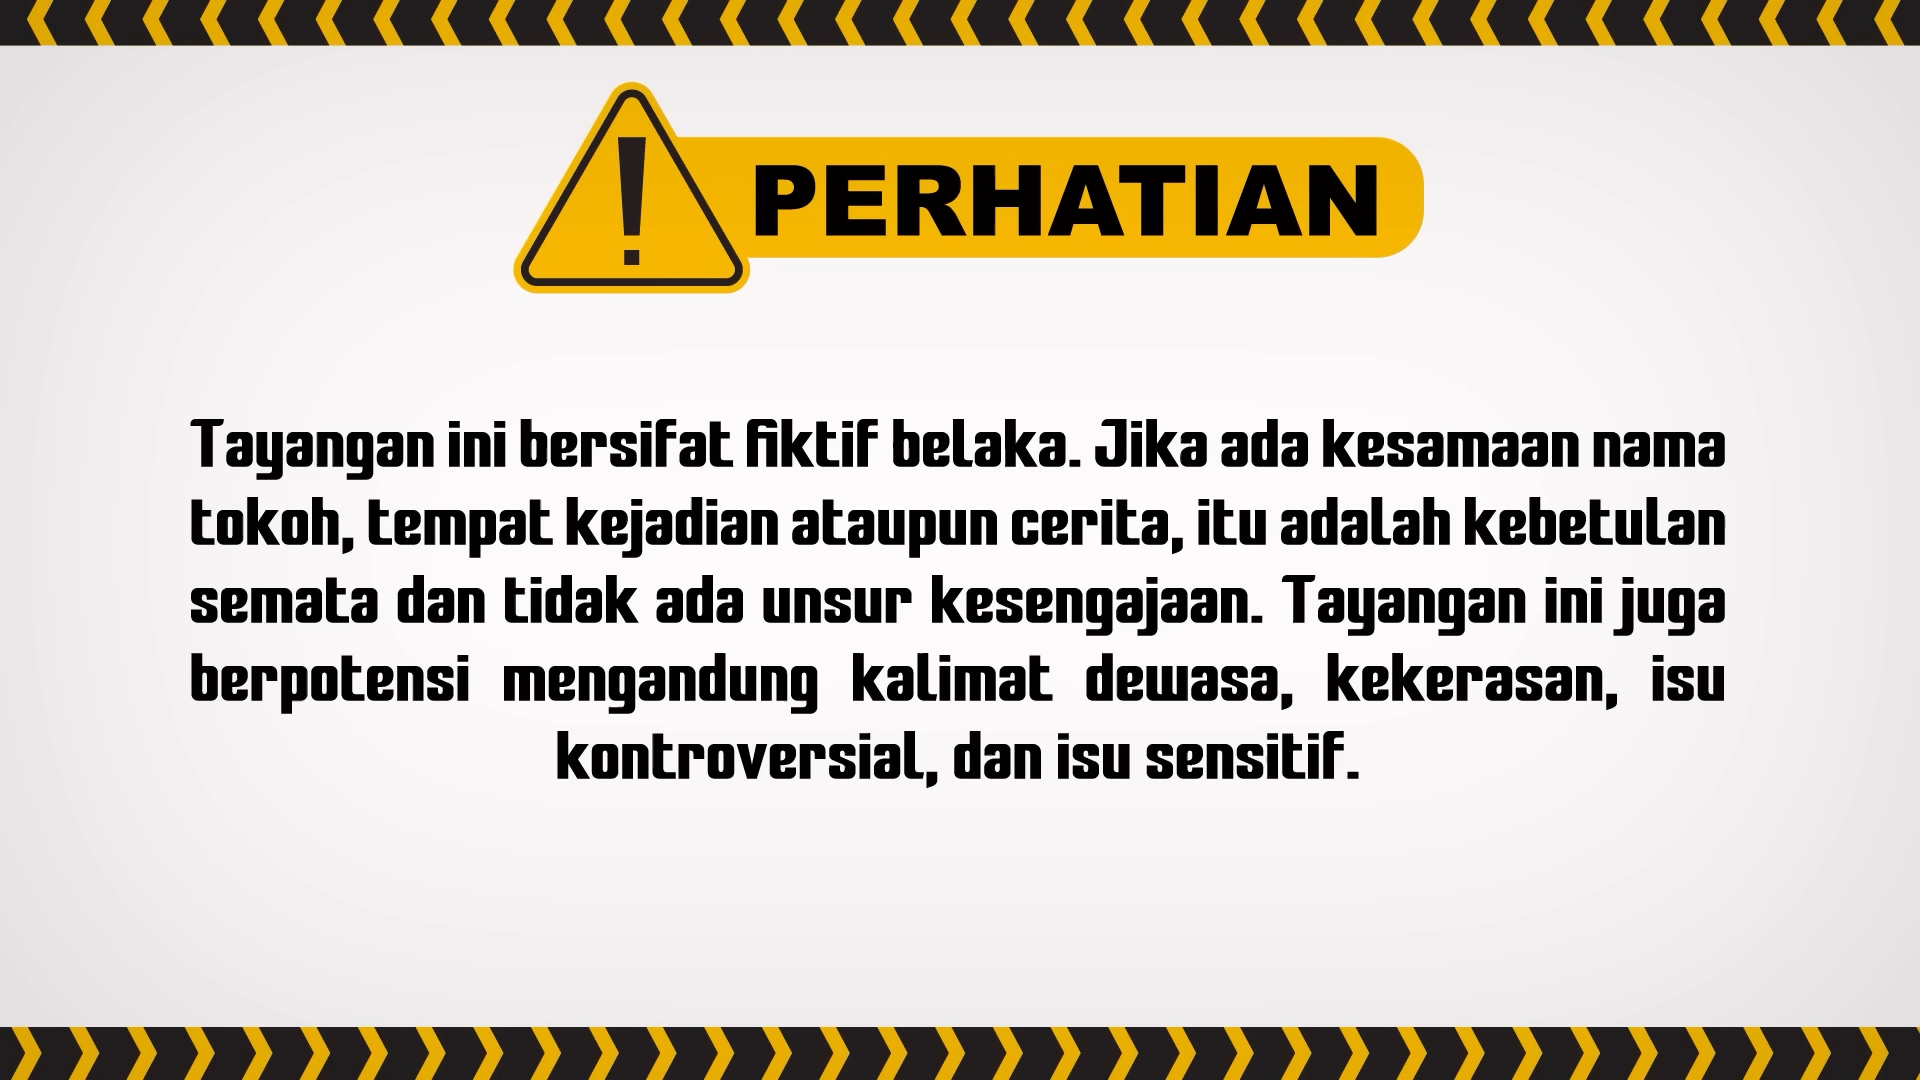 PERHATIAN
Tayangan ini bersifat fiktif belaka. Jika ada kesamaan nama
tokoh, tempat kejadian ataupun cerita, itu adalah kebetulan
semata dan tidak ada unsur kesengajaan. Tayangan ini juga
berpotensi mengandung kalimat dewasa, kekerasan, isu
kontroversial, dan isu sensitif.